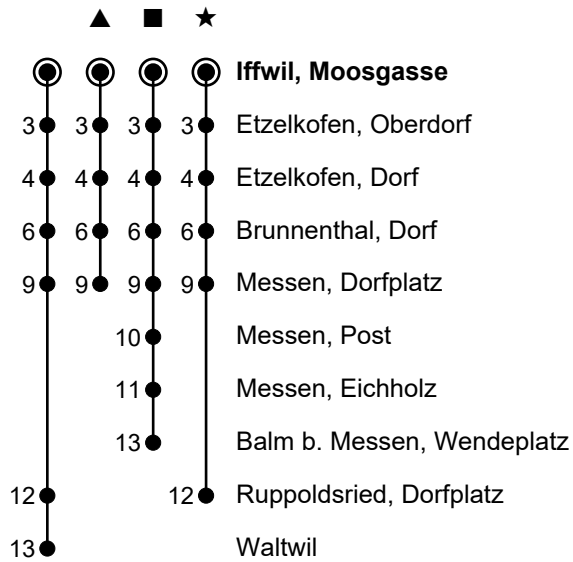 ▲ ■ ★
Iffwil, Moosgasse
3 3 3 3 Etzelkofen, Oberdorf
4 4 4 4 Etzelkofen, Dorf
6 6 6 6 Brunnenthal, Dorf
9 9 9 9 Messen, Dorfplatz
10 Messen, Post
11 Messen, Eichholz
13 Balm b. Messen, Wendeplatz
12 12 Ruppoldsried, Dorfplatz
13 Waltwil